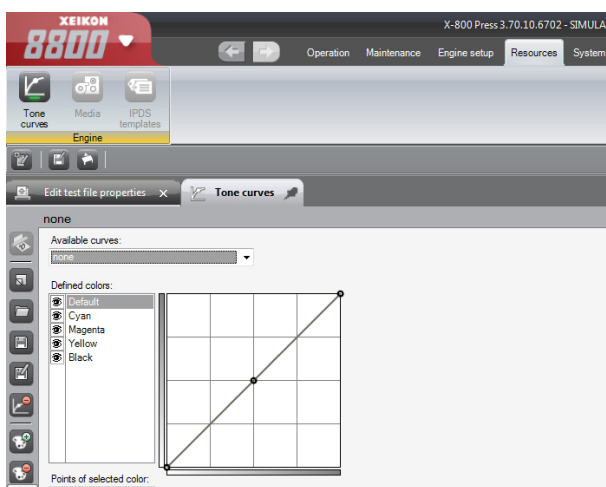 XEIKON
8800
X-800 Press 3.70.10.6702 - SIMULA
Operation Maintenance Engine setup Resources System
Tone curves
Media
IPDS templates
Engine
Edit test file properties x
Tone curves
none
Available curves:
none
Defined colors:
Default
Cyan
Magenta
Yellow
Black
Points of selected color: